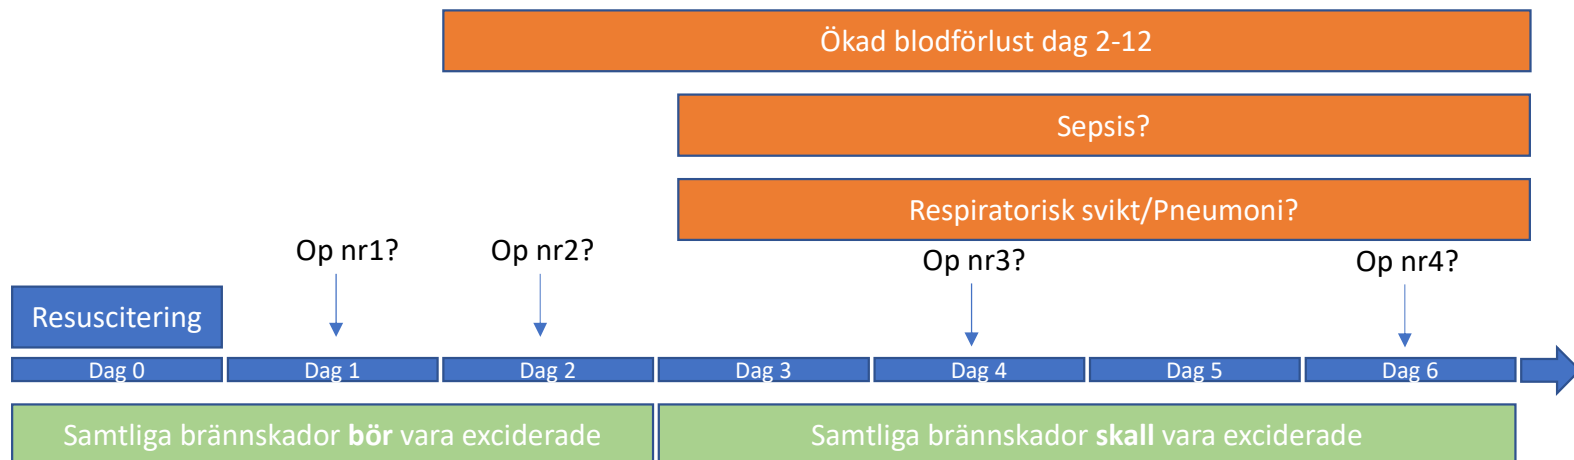 Ökad blodförlust dag 2-12
Sepsis?
Respiratorisk svikt/Pneumoni?
Op nr1?
Op nr2?
Op nr3?
Op nr4?
Resuscitering
Dag 0
Dag 1
Dag 2
Dag 3
Dag 4
Dag 5
Dag 6
Samtliga brännskador bör vara exciderade
Samtliga brännskador skall vara exciderade